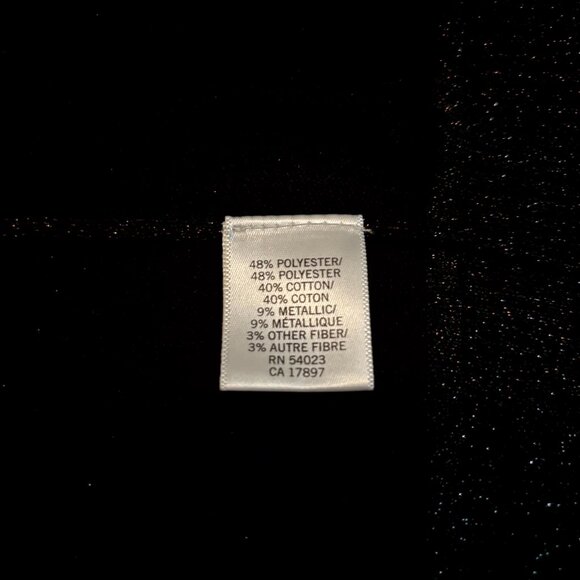 48% POLYESTER/
48% POLYESTER
40% COTTON/
40% COTON
9% METALLIC/
9% MÉTALLIQUE
3% OTHER FIBER/
3% AUTRE FIBRE
RN 54023
CA 17897